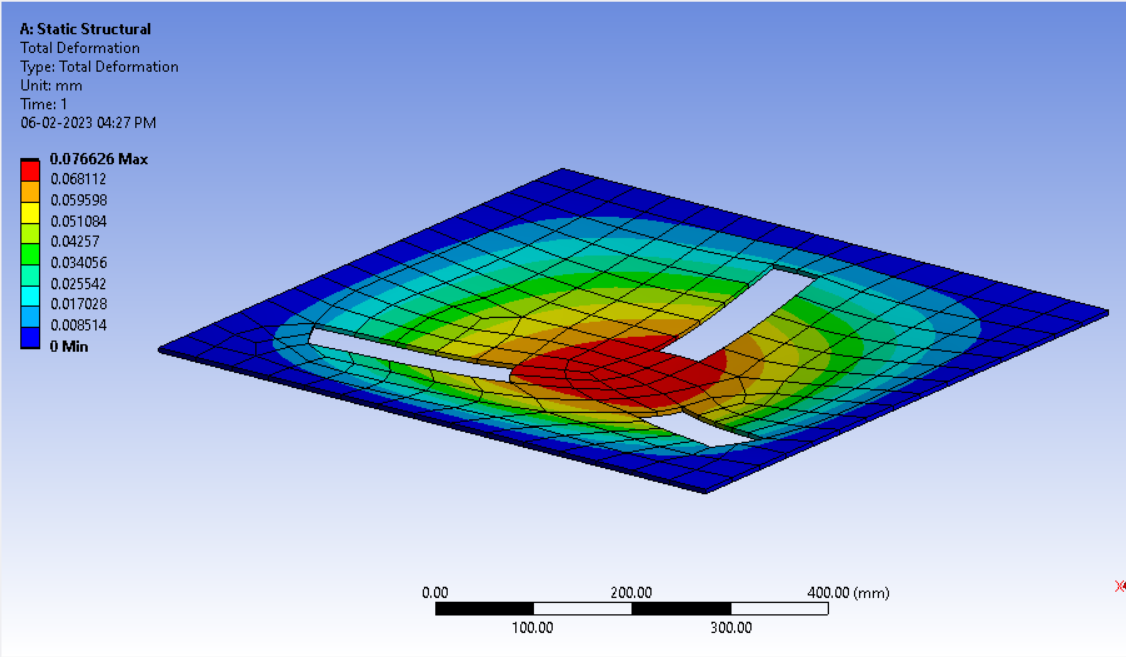 A: Static Structural
Total Deformation
Type: Total Deformation
Unit: mm
Time: 1
06-02-2023 04:27 PM
0.076626 Max
0.068112
0.059598
0.051084
0.04257
0.034056
0.025542
0.017028
0.008514
0 Min
0.00 200.00 400.00 (mm)
100.00 300.00